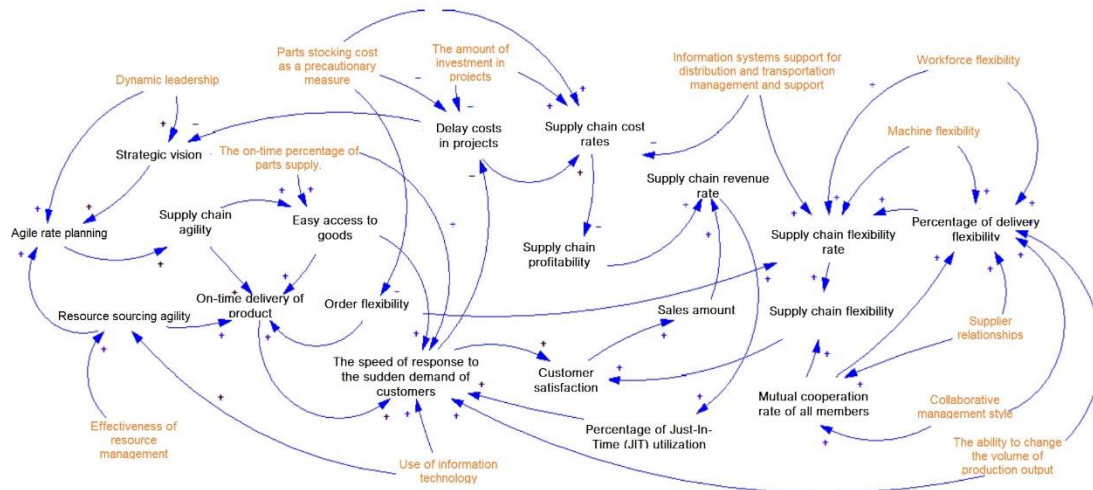 Parts stocking cost
as a precautionary
measure
The amount of
investment in
projects
Information systems support for
distribution and transportation
management and support
Workforce flexibility
Dynamic leadership
Machine flexibility
Delay costs
in projects
Supply chain cost
rates
Strategic vision
The on-time percentage of
parts supply.
Supply chain revenue
rate
Supply chain
agility
Easy access to
goods
Agile rate planning
Supply chain
profitability
Supply chain flexibility
rate
Percentage of delivery
flexibility
On-time delivery of
product
Order flexibility
Resource sourcing agility
Sales amount
Supply chain flexibility
Supplier
relationships
The speed of response to
the sudden demand of
customers
Customer
satisfaction
Mutual cooperation
rate of all members
Collaborative
management style
Effectiveness of
resource
management
Percentage of Just-In-
Time (JIT) utilization
Use of information
technology
The ability to change
the volume of
production output